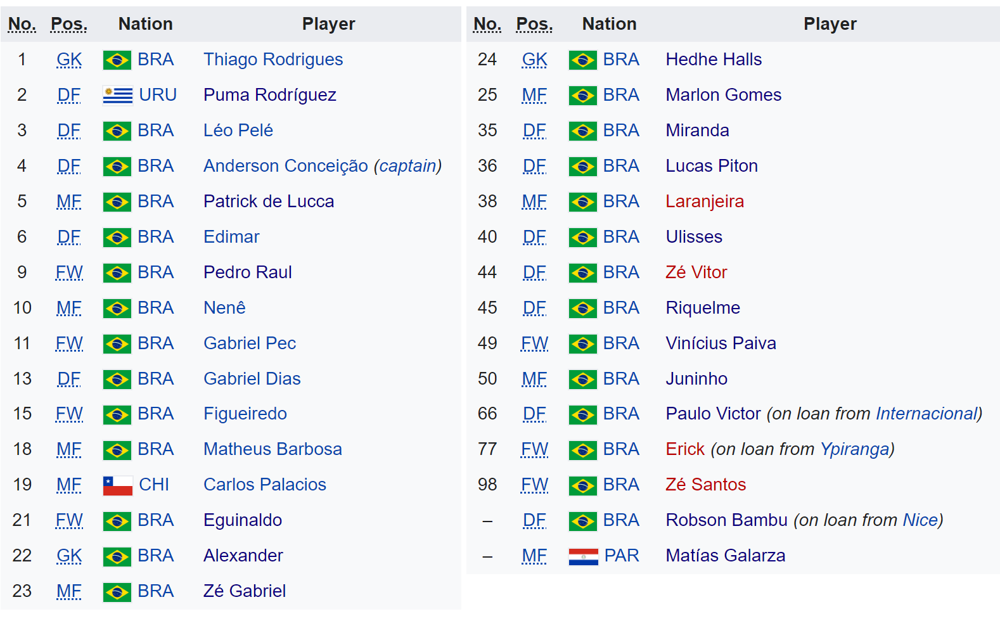 No. Pos. Nation Player
1 GK BRA Thiago Rodrigues
2 DF URU Puma Rodríguez
3 DF BRA Léo Pelé
4 DF BRA Anderson Conceição (captain)
5 MF BRA Patrick de Lucca
6 DF BRA Edimar
9 FW BRA Pedro Raul
10 MF BRA Nenê
11 FW BRA Gabriel Pec
13 DF BRA Gabriel Dias
15 FW BRA Figueiredo
18 MF BRA Matheus Barbosa
19 MF CHI Carlos Palacios
21 FW BRA Eguinaldo
22 GK BRA Alexander
23 MF BRA Zé Gabriel
No. Pos. Nation Player
24 GK BRA Hedhe Halls
25 MF BRA Marlon Gomes
35 DF BRA Miranda
36 DF BRA Lucas Piton
38 MF BRA Laranjeira
40 DF BRA Ulisses
44 DF BRA Zé Vitor
45 DF BRA Riquelme
49 FW BRA Vinícius Paiva
50 MF BRA Juninho
66 DF BRA Paulo Victor (on loan from Internacional)
77 FW BRA Erick (on loan from Ypiranga)
98 FW BRA Zé Santos
– DF BRA Robson Bambu (on loan from Nice)
– MF PAR Matías Galarza